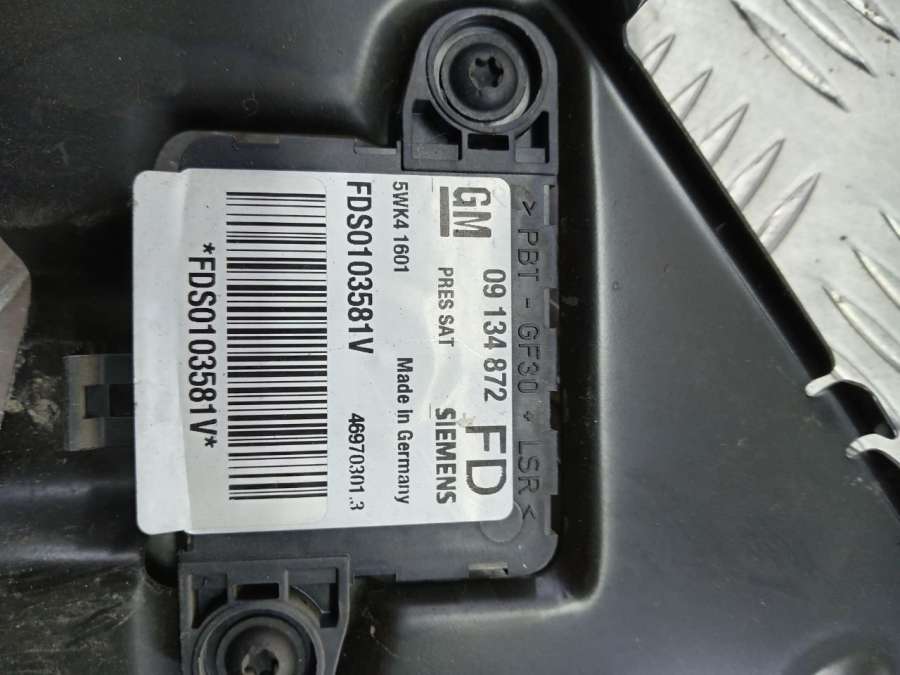 > PBT - GF30 + LSR <
GM 09 134 872 FD
PRES SAT SIEMENS
5WK4 1601 Made In Germany
FDS0103581V 46970301.3
*FDS0103581V*